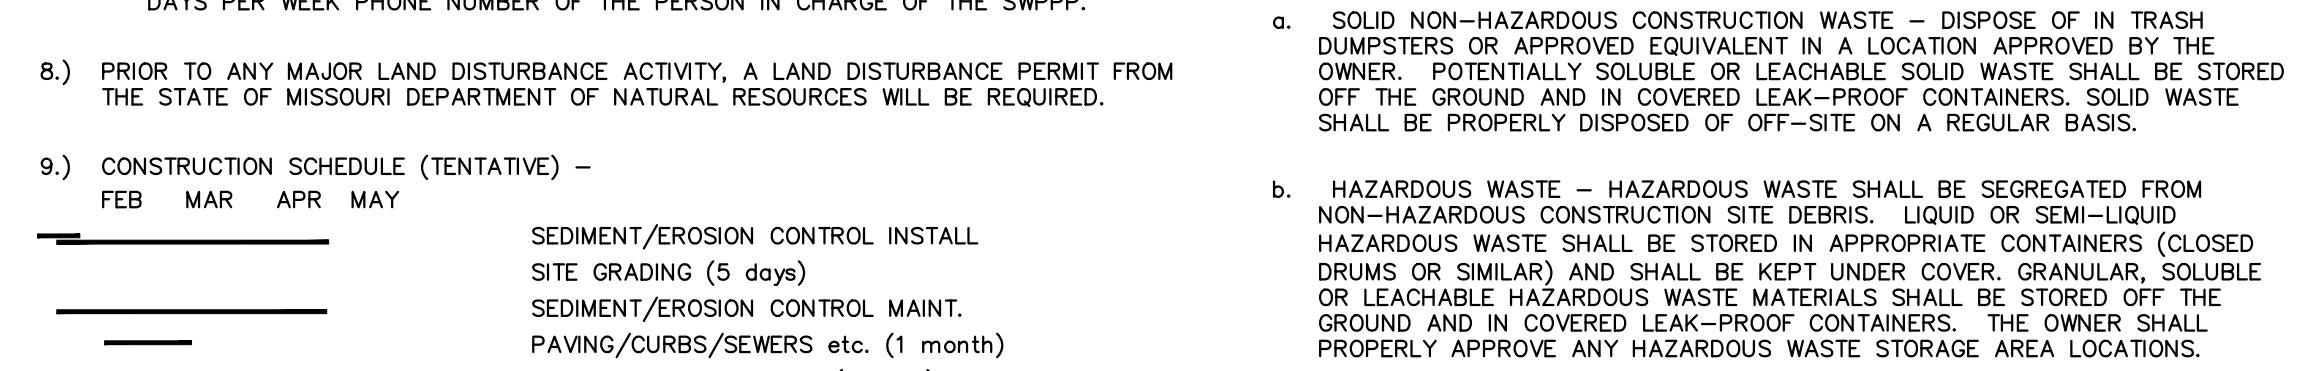 DAYS PER WEEK PHONE NUMBER OF THE PERSON IN CHARGE OF THE SWPPP.
8.) PRIOR TO ANY MAJOR LAND DISTURBANCE ACTIVITY, A LAND DISTURBANCE PERMIT FROM
THE STATE OF MISSOURI DEPARTMENT OF NATURAL RESOURCES WILL BE REQUIRED.
9.) CONSTRUCTION SCHEDULE (TENTATIVE) –
FEB MAR APR MAY
SEDIMENT/EROSION CONTROL INSTALL
SITE GRADING (5 days)
SEDIMENT/EROSION CONTROL MAINT.
PAVING/CURBS/SEWERS etc. (1 month)
a. SOLID NON–HAZARDOUS CONSTRUCTION WASTE – DISPOSE OF IN TRASH
DUMPSTERS OR APPROVED EQUIVALENT IN A LOCATION APPROVED BY THE
OWNER. POTENTIALLY SOLUBLE OR LEACHABLE SOLID WASTE SHALL BE STORED
OFF THE GROUND AND IN COVERED LEAK–PROOF CONTAINERS. SOLID WASTE
SHALL BE PROPERLY DISPOSED OF OFF–SITE ON A REGULAR BASIS.
b. HAZARDOUS WASTE – HAZARDOUS WASTE SHALL BE SEGREGATED FROM
NON–HAZARDOUS CONSTRUCTION SITE DEBRIS. LIQUID OR SEMI–LIQUID
HAZARDOUS WASTE SHALL BE STORED IN APPROPRIATE CONTAINERS (CLOSED
DRUMS OR SIMILAR) AND SHALL BE KEPT UNDER COVER. GRANULAR, SOLUBLE
OR LEACHABLE HAZARDOUS WASTE MATERIALS SHALL BE STORED OFF THE
GROUND AND IN COVERED LEAK–PROOF CONTAINERS. THE OWNER SHALL
PROPERLY APPROVE ANY HAZARDOUS WASTE STORAGE AREA LOCATIONS.